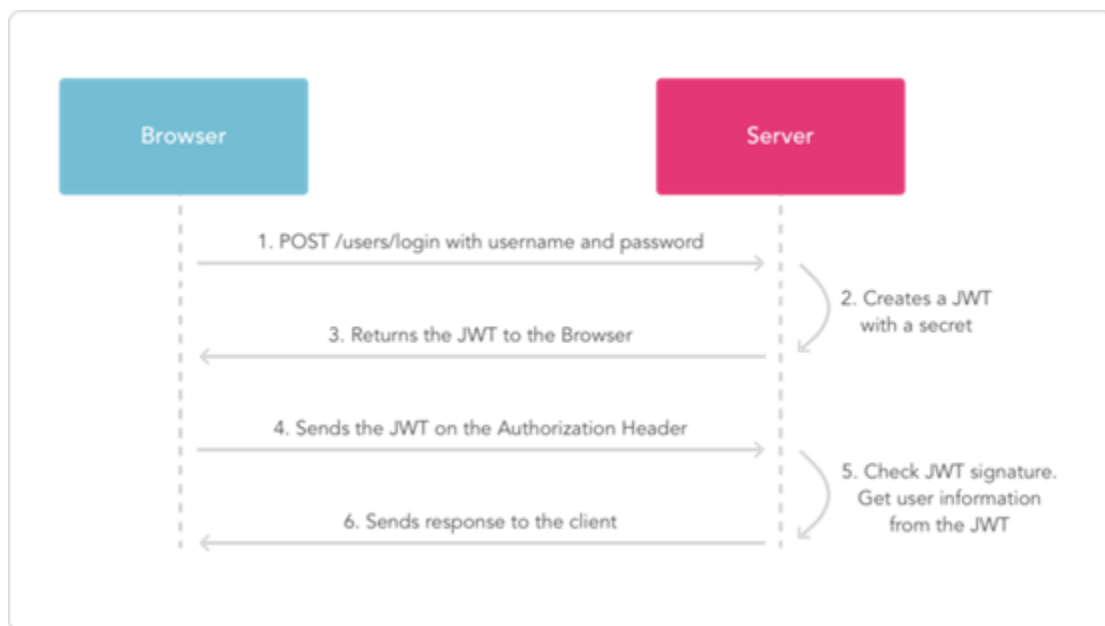 Browser
Server
1. POST /users/login with username and password
2. Creates a JWT
with a secret
3. Returns the JWT to the Browser
4. Sends the JWT on the Authorization Header
5. Check JWT signature.
Get user information
from the JWT
6. Sends response to the client